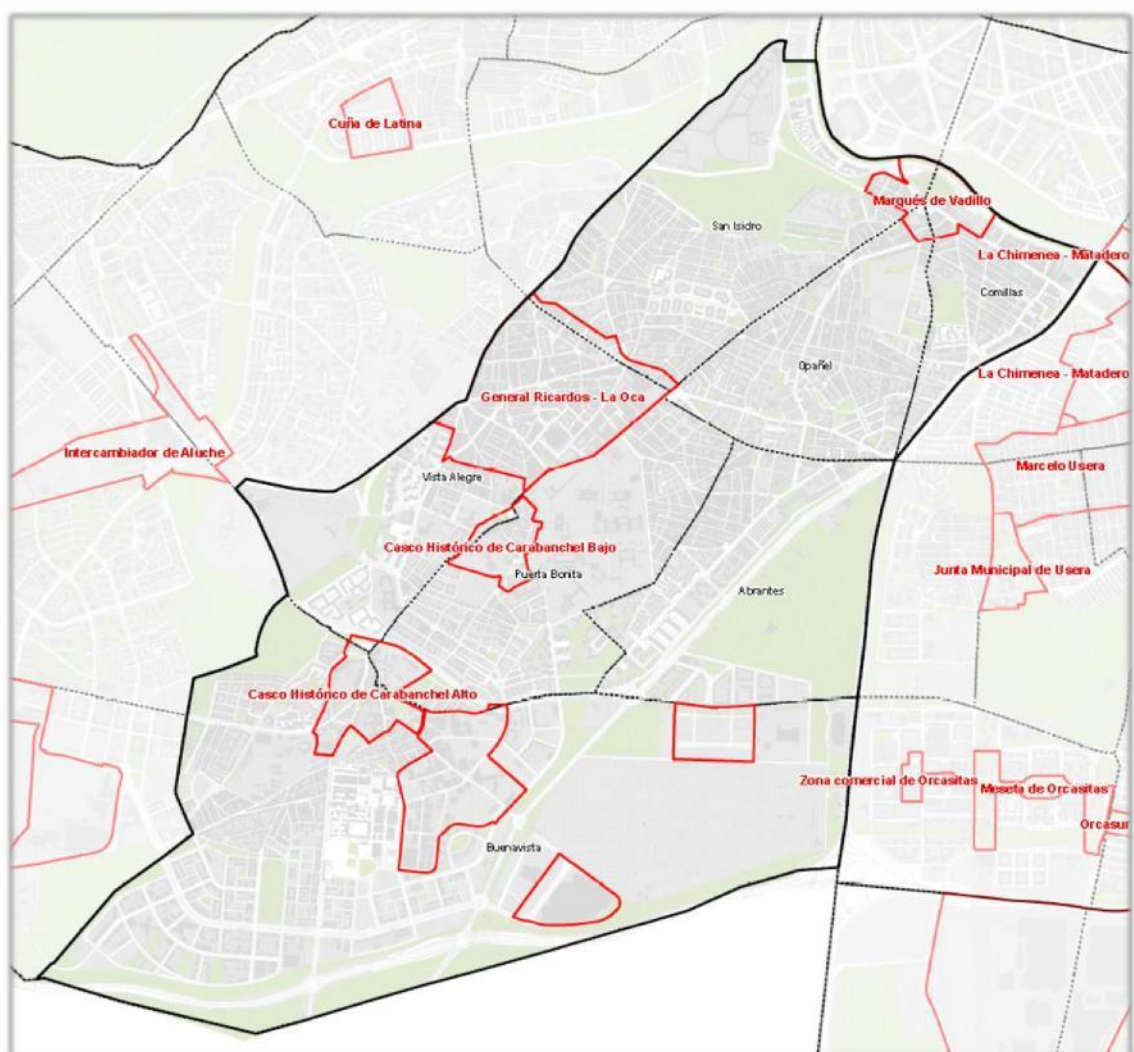 Cuña de Latina
Marqués de Vadillo
San Isidro
La Chimenea - Matadero
Comillas
Opañel
La Chimenea - Matadero
General Ricardos - La Oca
Intercambiador de Aluche
Marcelo Usera
Vista Alegre
Casco Histórico de Carabanchel Bajo
Puerta Bonita
Junta Municipal de Usera
Abrantes
Casco Histórico de Carabanchel Alto
Zona comercial de Orcasitas
Meseta de Orcasitas
Orcasur
Buenavista